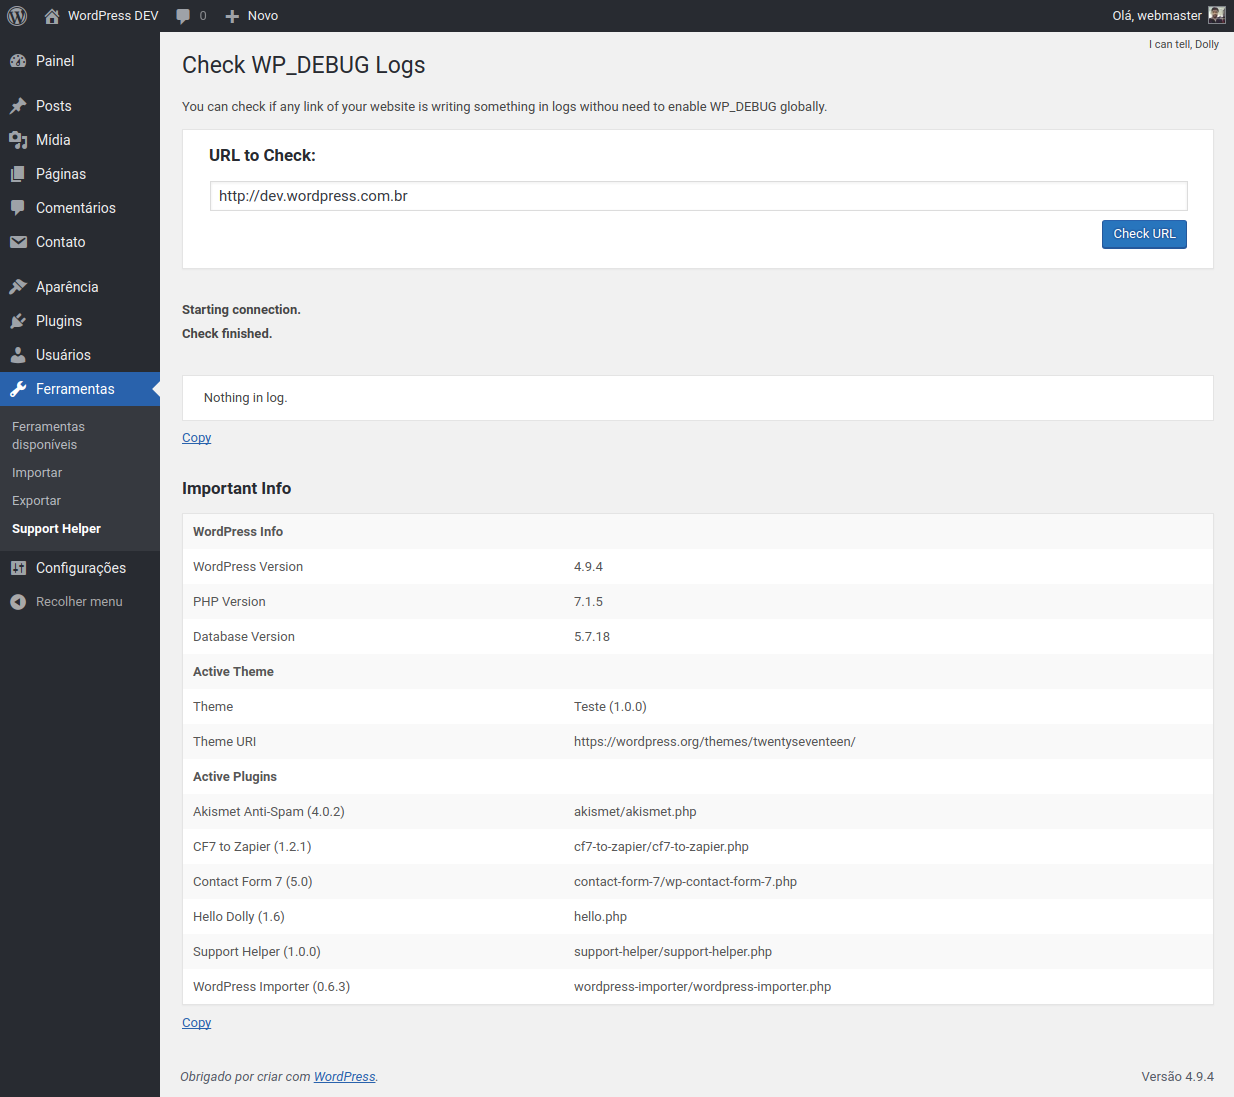 WordPress DEV 0 Novo Olá, webmaster
I can tell, Dolly
Painel
Posts
Mídia
Páginas
Comentários
Contato
Aparência
Plugins
Usuários
Ferramentas
Ferramentas
disponíveis
Importar
Exportar
Support Helper
Configurações
Recolher menu
Check WP_DEBUG Logs
You can check if any link of your website is writing something in logs withou need to enable WP_DEBUG globally.
URL to Check:
http://dev.wordpress.com.br
Check URL
Starting connection.
Check finished.
Nothing in log.
Copy
Important Info
WordPress Info
WordPress Version 4.9.4
PHP Version 7.1.5
Database Version 5.7.18
Active Theme
Theme Teste (1.0.0)
Theme URI https://wordpress.org/themes/twentyseventeen/
Active Plugins
Akismet Anti-Spam (4.0.2) akismet/akismet.php
CF7 to Zapier (1.2.1) cf7-to-zapier/cf7-to-zapier.php
Contact Form 7 (5.0) contact-form-7/wp-contact-form-7.php
Hello Dolly (1.6) hello.php
Support Helper (1.0.0) support-helper/support-helper.php
WordPress Importer (0.6.3) wordpress-importer/wordpress-importer.php
Copy
Obrigado por criar com WordPress. Versão 4.9.4